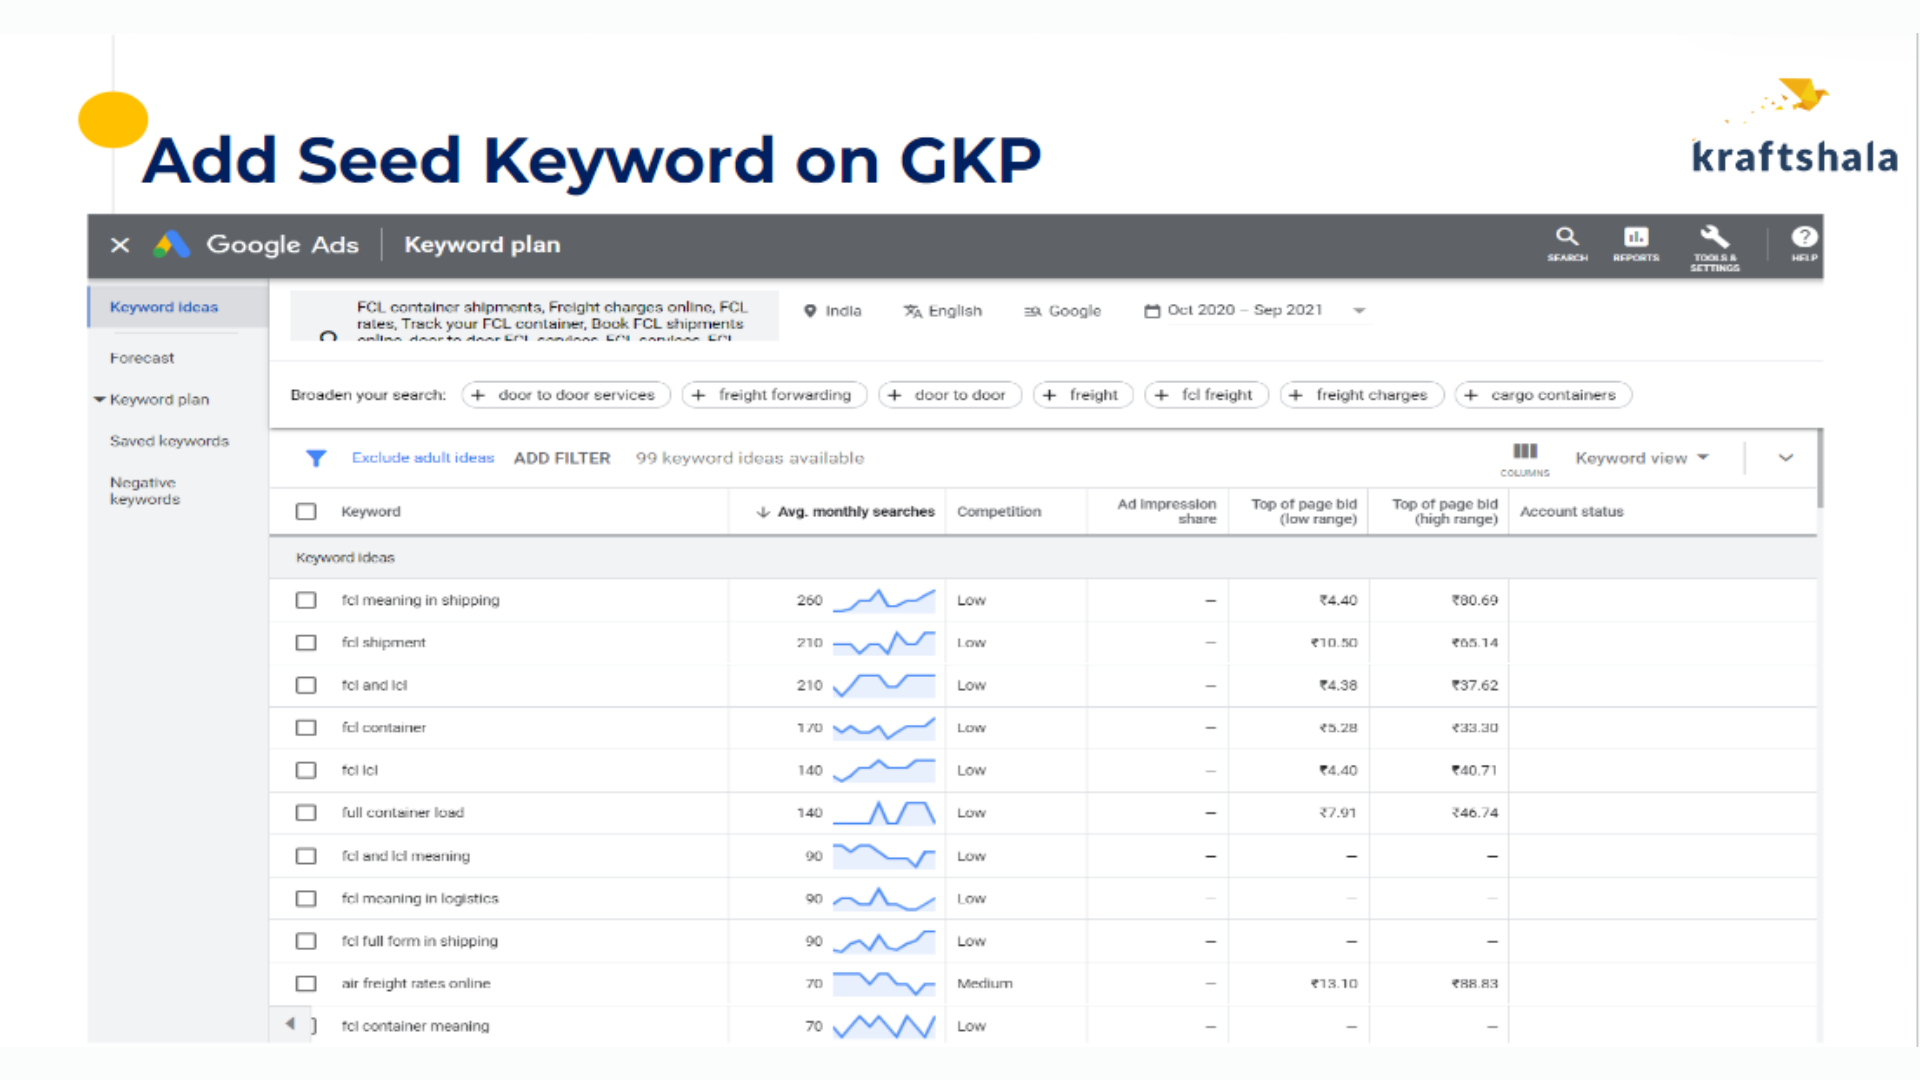 Add Seed Keyword on GKP
kraftshala
Google Ads
Keyword plan
SEARCH
REPORTS
TOOLS &
SETTINGS
HELP
Keyword ideas
Forecast
Keyword plan
Saved keywords
Negative
keywords
FCL container shipments, Freight charges online, FCL
rates, Track your FCL container, Book FCL shipments
online, door to door FCL services, FCL services, FCL
India
English
Google
Oct 2020 – Sep 2021
Broaden your search:
+ door to door services
+ freight forwarding
+ door to door
+ freight
+ fcl freight
+ freight charges
+ cargo containers
Exclude adult ideas
ADD FILTER
99 keyword ideas available
COLUMNS
Keyword view
Keyword
Avg. monthly searches
Competition
Ad impression
share
Top of page bid
(low range)
Top of page bid
(high range)
Account status
Keyword ideas
fcl meaning in shipping 260 Low – ₹4.40 ₹80.69
fcl shipment 210 Low – ₹10.50 ₹65.14
fcl and lcl 210 Low – ₹4.38 ₹37.62
fcl container 170 Low – ₹5.28 ₹33.30
fcl lcl 140 Low – ₹4.40 ₹40.71
full container load 140 Low – ₹7.91 ₹46.74
fcl and lcl meaning 90 Low – – –
fcl meaning in logistics 90 Low – – –
fcl full form in shipping 90 Low – – –
air freight rates online 70 Medium – ₹13.10 ₹88.83
fcl container meaning 70 Low – – –